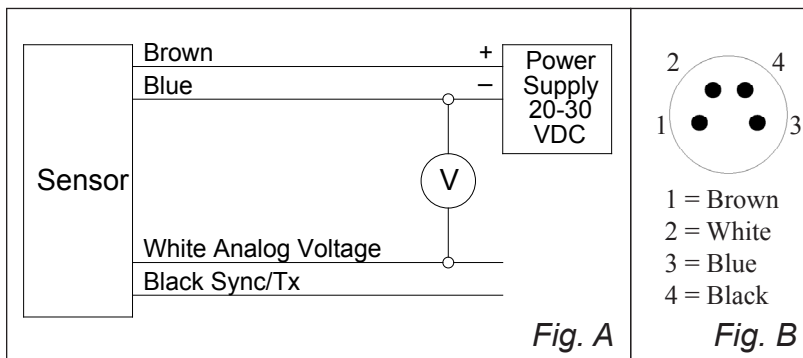 Brown
+
Blue
–
Power
Supply
20-30
VDC
Sensor
V
White Analog Voltage
Black Sync/Tx
Fig. A
2
4
1
3
1 = Brown
2 = White
3 = Blue
4 = Black
Fig. B